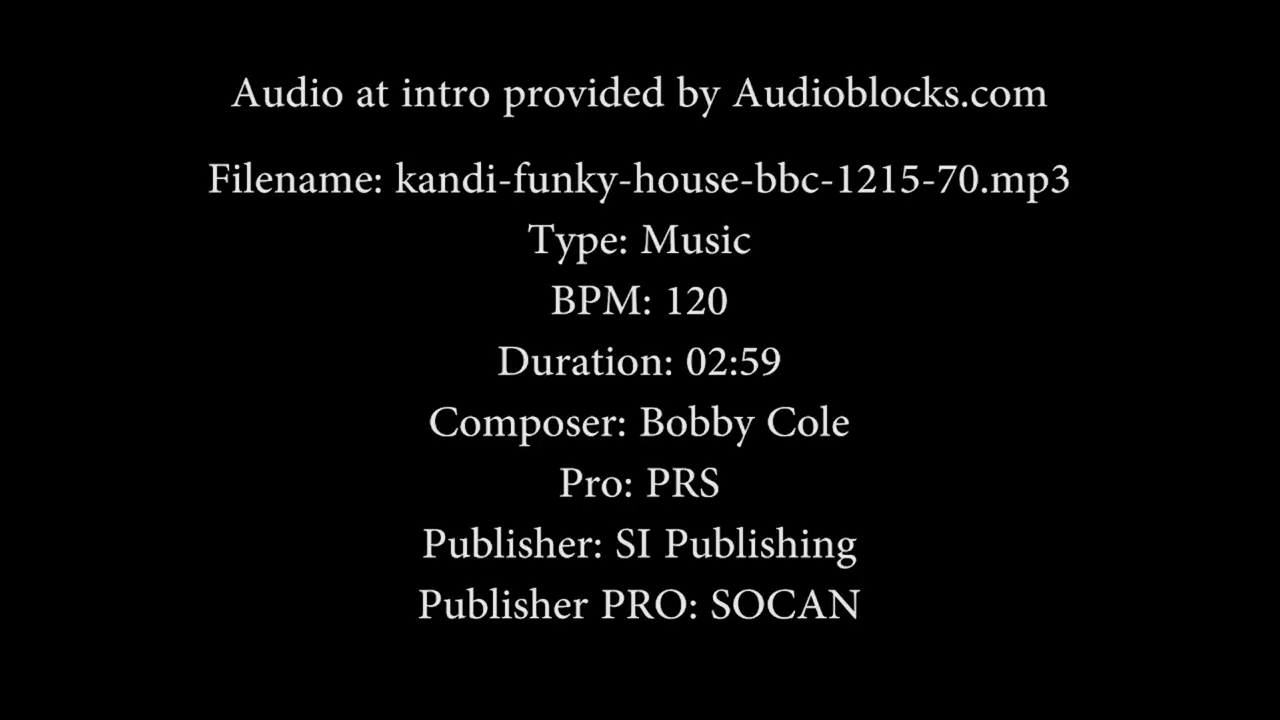 Audio at intro provided by Audioblocks.com
Filename: kandi-funky-house-bbc-1215-70.mp3
Type: Music
BPM: 120
Duration: 02:59
Composer: Bobby Cole
Pro: PRS
Publisher: SI Publishing
Publisher PRO: SOCAN